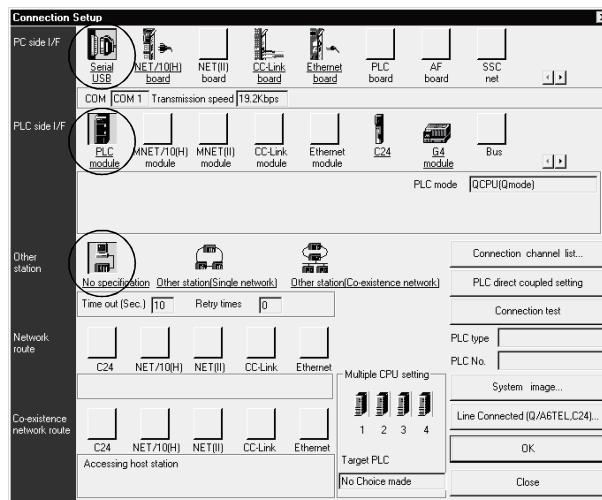 Connection Setup
PC side I/F
Serial USB
NET/10(H) board
NET(II) board
CC-Link board
Ethernet board
PLC board
AF board
SSC net
COM COM 1 Transmission speed 19.2Kbps
PLC side I/F
PLC module
MNET/10(H) module
MNET(II) module
CC-Link module
Ethernet module
C24
G4 module
Bus
PLC mode QCPU(Qmode)
Other station
No specification
Other station(Single network)
Other station(Co-existence network)
Time out (Sec.) 10 Retry times 0
Connection channel list...
PLC direct coupled setting
Connection test
PLC type
PLC No.
System image...
Line Connected (Q/A6TEL,C24)...
OK
Close
Network route
C24 NET/10(H) NET(II) CC-Link Ethernet
Co-existence network route
C24 NET/10(H) NET(II) CC-Link Ethernet
Accessing host station
Multiple CPU setting
1 2 3 4
Target PLC
No Choice made